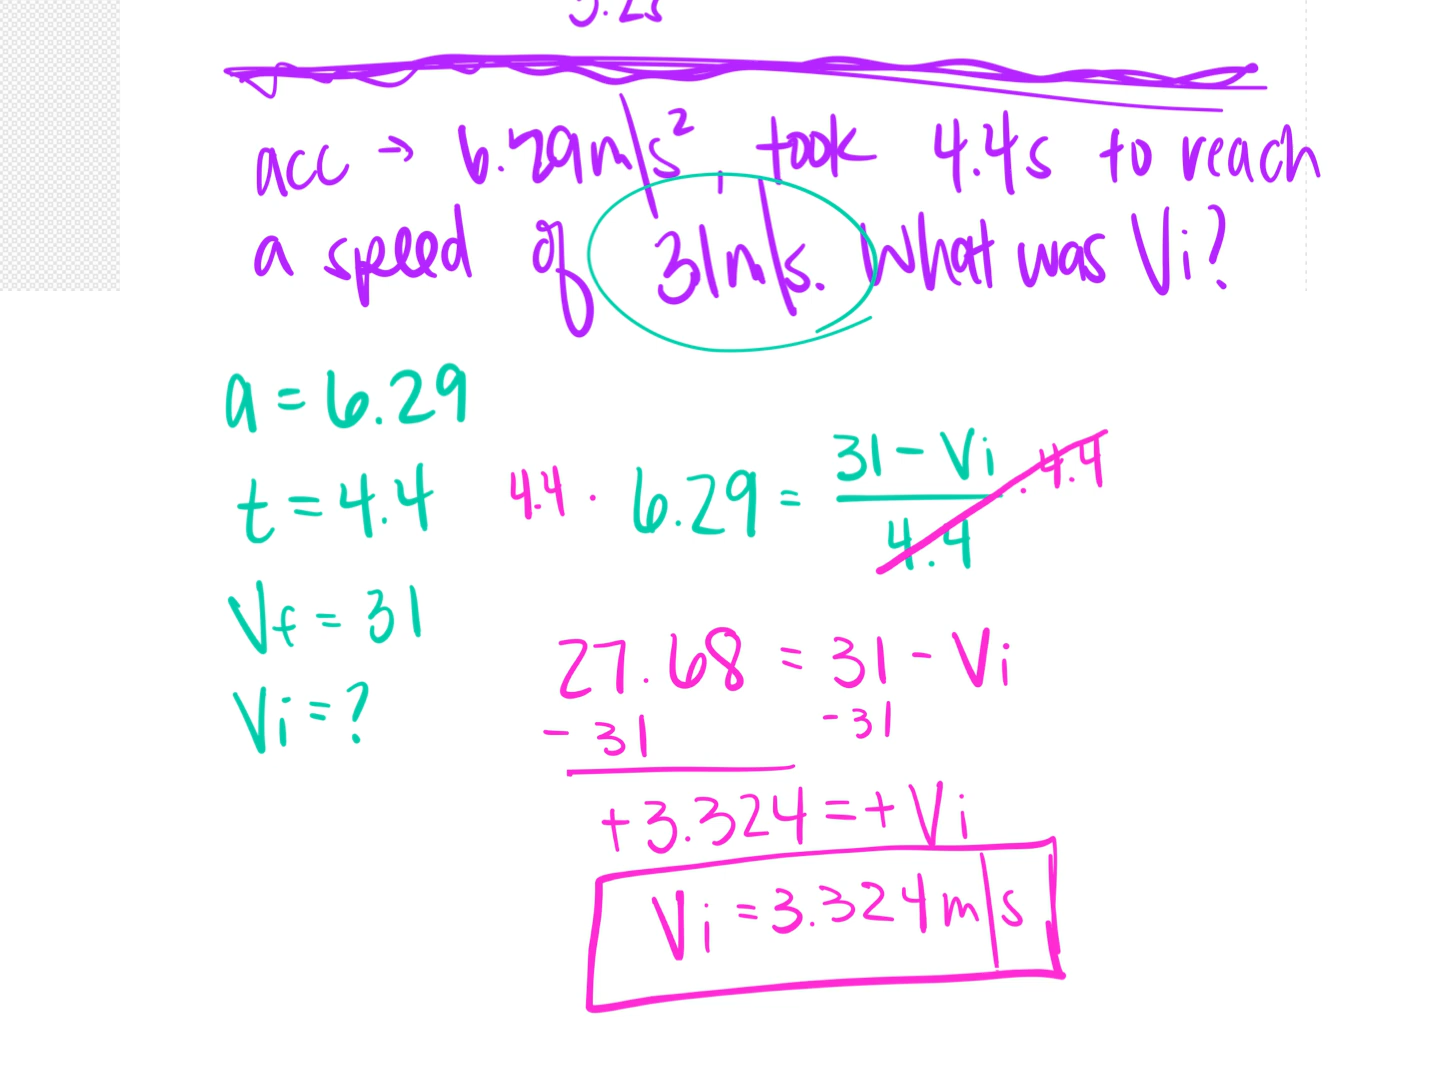 3.2s
acc → 6.29m/s² took 4.4s to reach
a speed of 31m/s. What was Vi?
a = 6.29
t = 4.4
Vf = 31
Vi = ?
4.4 · 6.29 = 31 - Vi / 4.4 · 4.4
27.68 = 31 - Vi
- 31 - 31
+3.324 = + Vi
Vi = 3.324 m/s